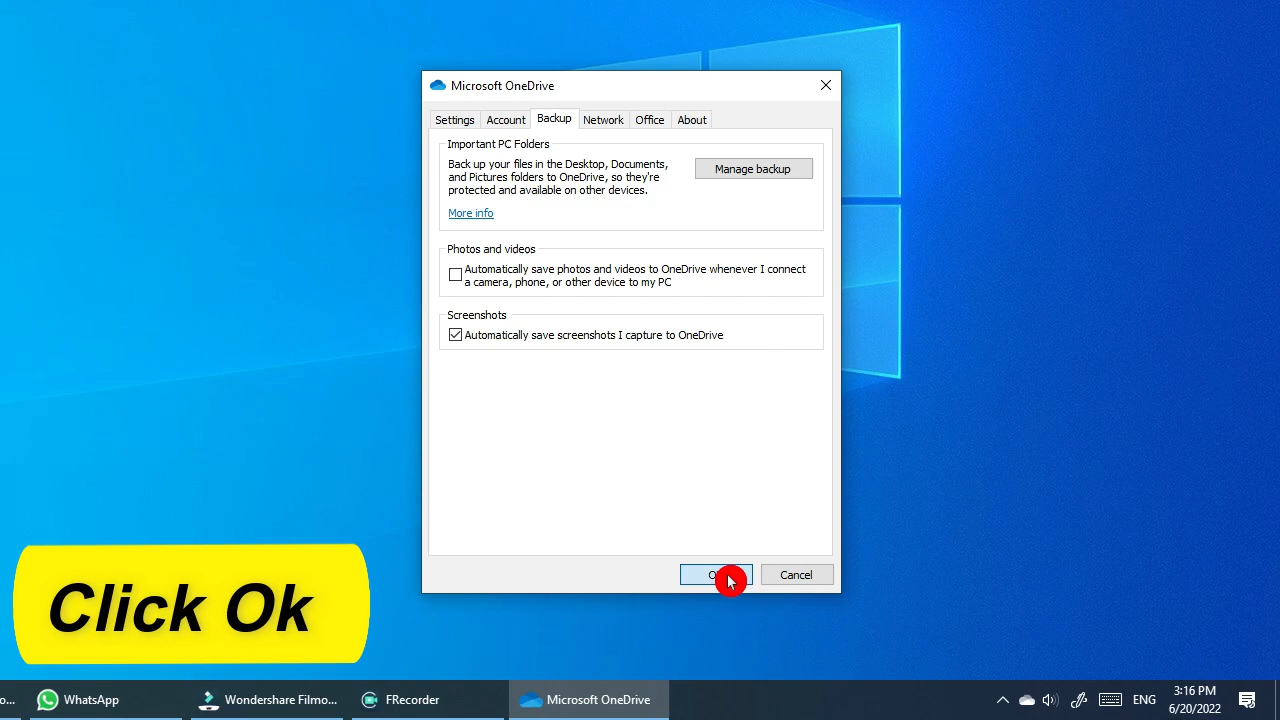 Microsoft OneDrive
Settings Account Backup Network Office About
Important PC Folders
Back up your files in the Desktop, Documents,
and Pictures folders to OneDrive, so they're
protected and available on other devices.
Manage backup
More info
Photos and videos
Automatically save photos and videos to OneDrive whenever I connect
a camera, phone, or other device to my PC
Screenshots
Automatically save screenshots I capture to OneDrive
Cancel
Click Ok
o... WhatsApp Wondershare Filmo... FRecorder Microsoft OneDrive ENG
3:16 PM
6/20/2022